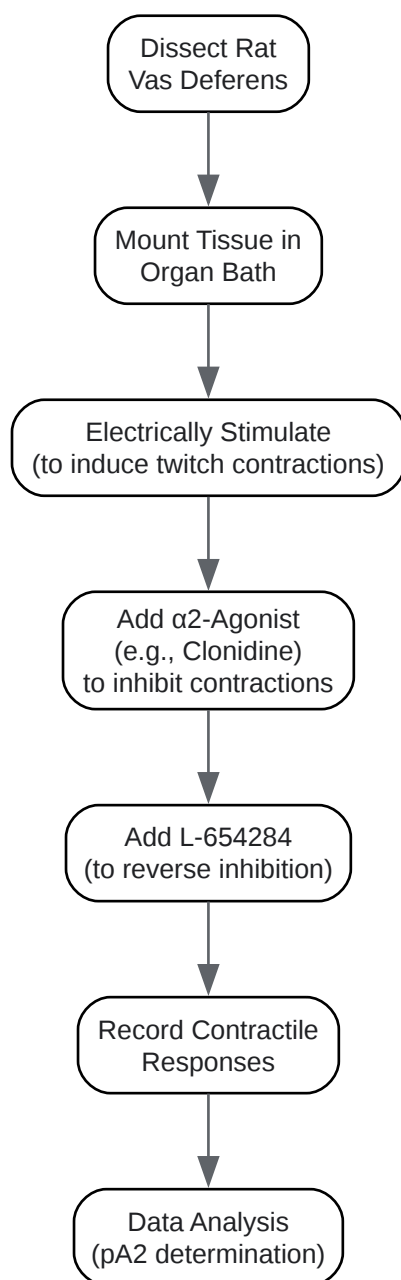 Dissect Rat
Vas Deferens
Mount Tissue in
Organ Bath
Electrically Stimulate
(to induce twitch contractions)
Add α2-Agonist
(e.g., Clonidine)
to inhibit contractions
Add L-654284
(to reverse inhibition)
Record Contractile
Responses
Data Analysis
(pA2 determination)